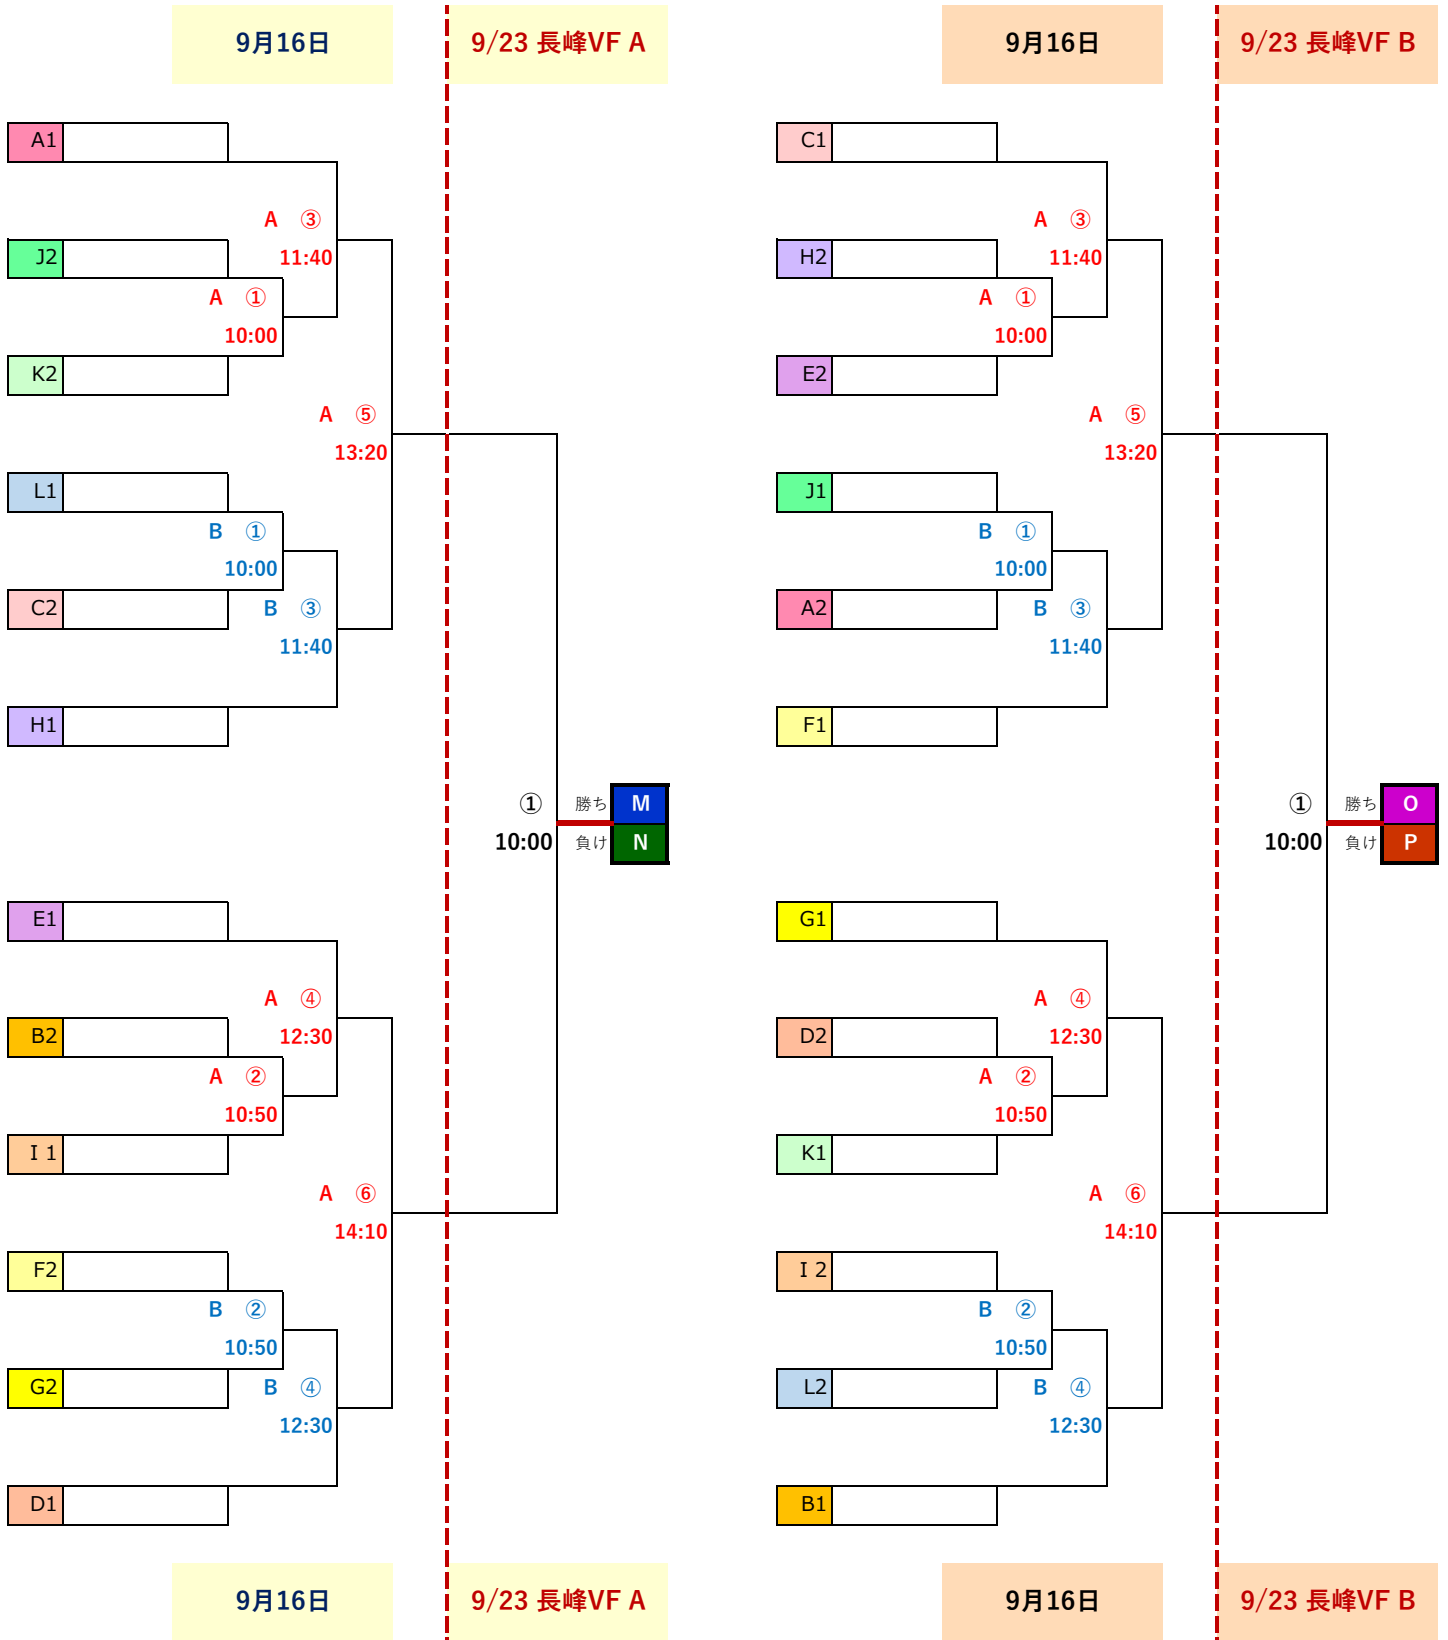 9月16日 9/23 長峰VF A
A1
A ③
J2 11:40
A ①
10:00
K2
A ⑤
13:20
L1
B ①
10:00
C2 B ③
11:40
H1
① 勝ち M
10:00 負け N
E1
A ④
B2 12:30
A ②
10:50
I 1
A ⑥
14:10
F2
B ②
10:50
G2 B ④
12:30
D1
9月16日 9/23 長峰VF A
9月16日 9/23 長峰VF B
C1
A ③
H2 11:40
A ①
10:00
E2
A ⑤
13:20
J1
B ①
10:00
A2 B ③
11:40
F1
① 勝ち O
10:00 負け P
G1
A ④
D2 12:30
A ②
10:50
K1
A ⑥
14:10
I 2
B ②
10:50
L2 B ④
12:30
B1
9月16日 9/23 長峰VF B